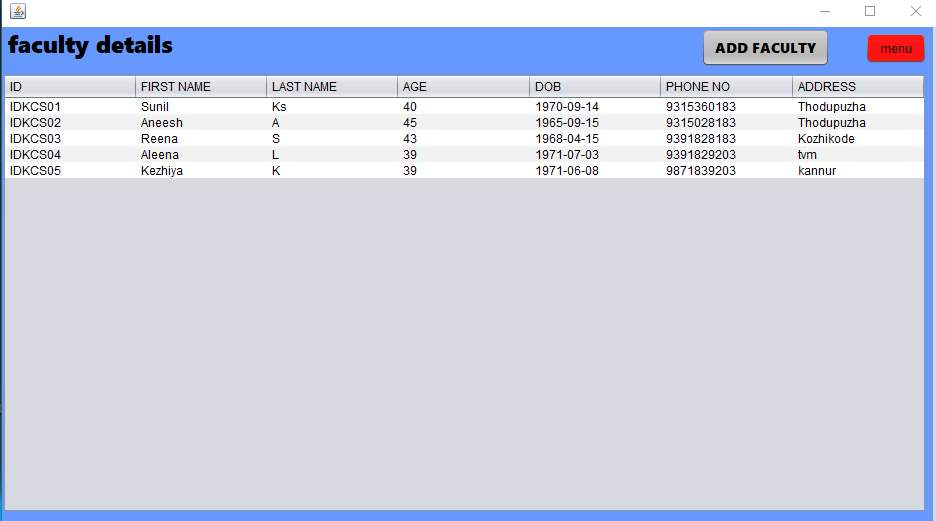 faculty details ADD FACULTY menu
ID FIRST NAME LAST NAME AGE DOB PHONE NO ADDRESS
IDKCS01 Sunil Ks 40 1970-09-14 9315360183 Thodupuzha
IDKCS02 Aneesh A 45 1965-09-15 9315028183 Thodupuzha
IDKCS03 Reena S 43 1968-04-15 9391828183 Kozhikode
IDKCS04 Aleena L 39 1971-07-03 9391829203 tvm
IDKCS05 Kezhiya K 39 1971-06-08 9871839203 kannur